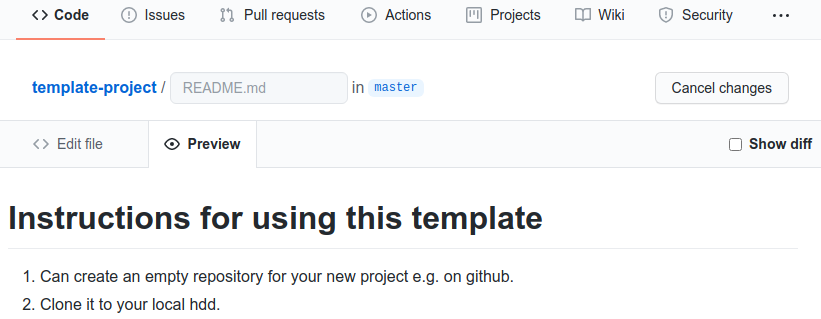 Code Issues Pull requests Actions Projects Wiki Security
template-project / README.md in master Cancel changes
Edit file Preview Show diff
Instructions for using this template
1. Can create an empty repository for your new project e.g. on github.
2. Clone it to your local hdd.